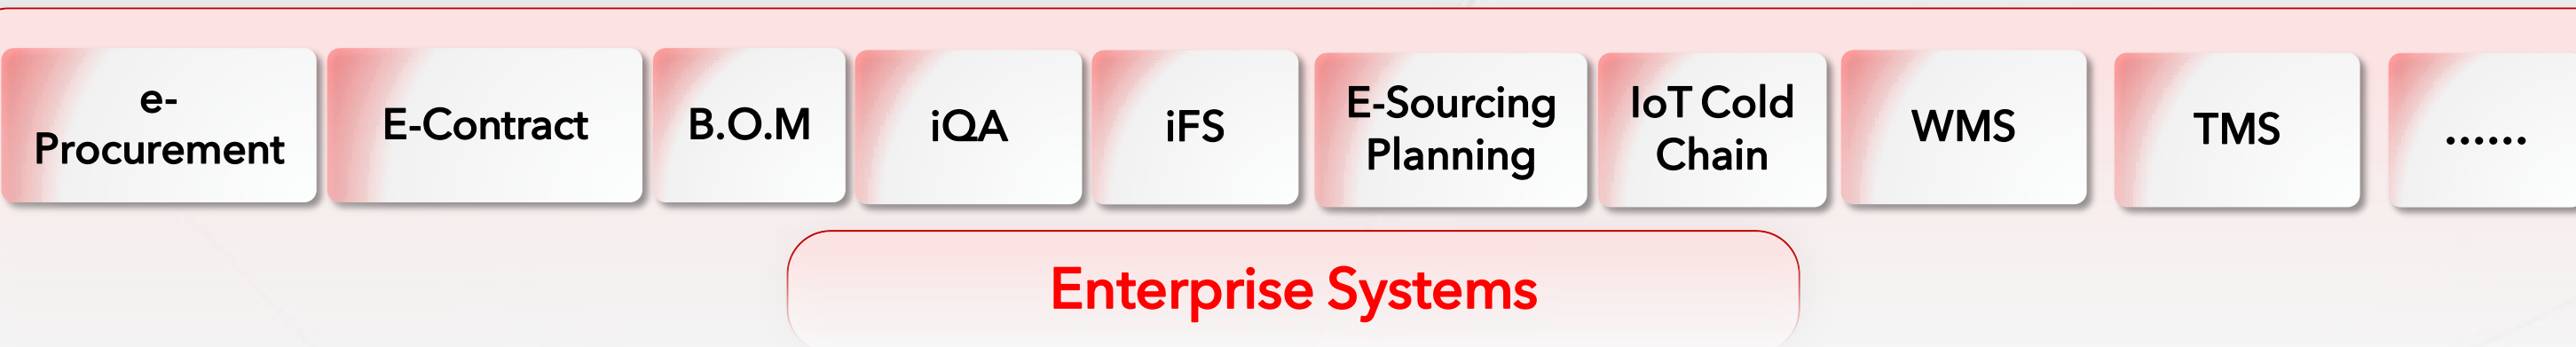 e-
Procurement
E-Contract
B.O.M
iQA
iFS
E-Sourcing
Planning
IoT Cold
Chain
WMS
TMS
......
Enterprise Systems